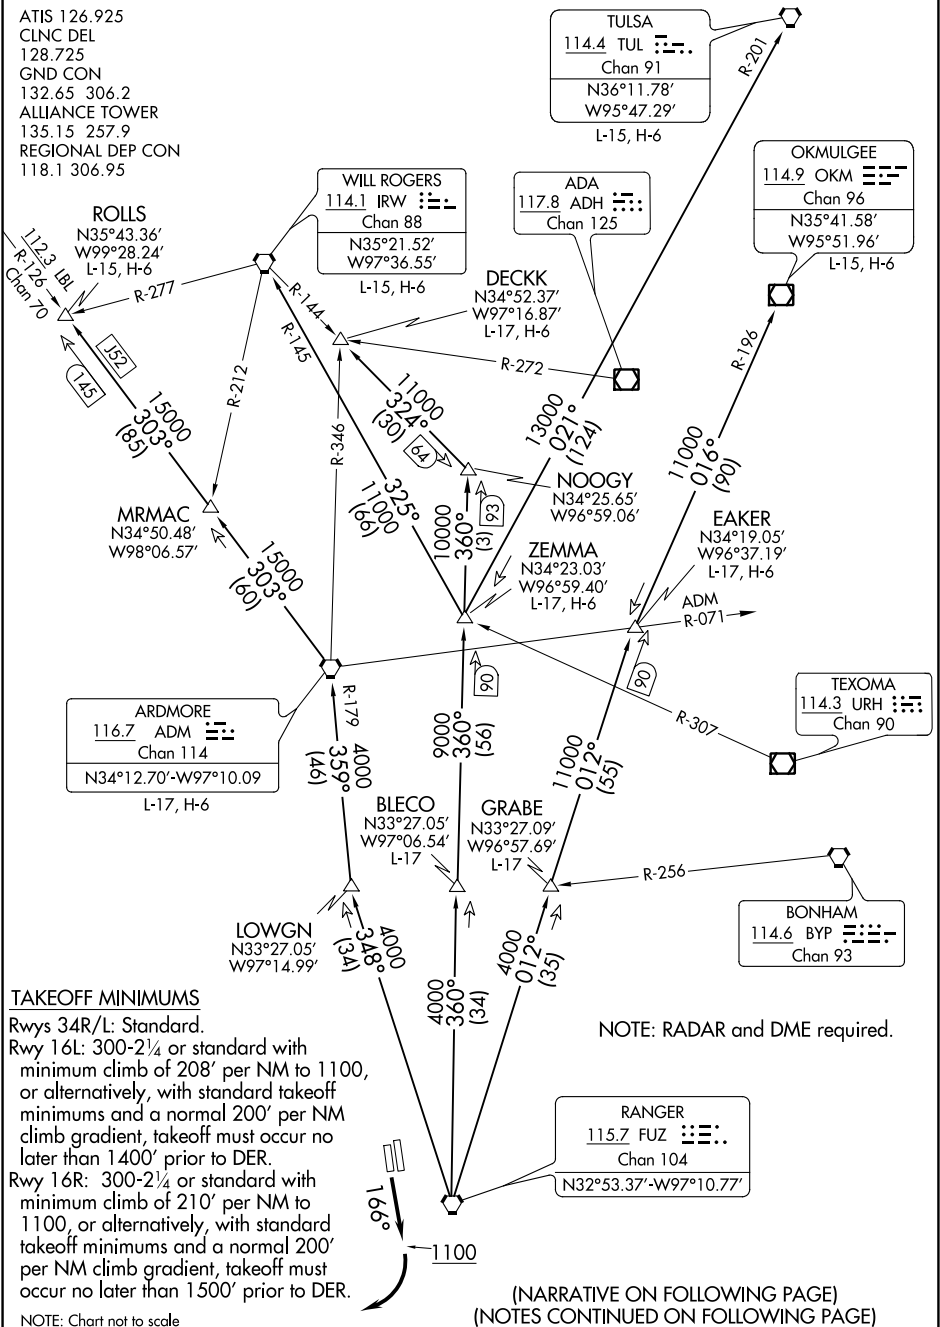 ATIS 126.925
CLNC DEL
128.725
GND CON
132.65 306.2
ALLIANCE TOWER
135.15 257.9
REGIONAL DEP CON
118.1 306.95
TULSA
114.4 TUL
Chan 91
N36°11.78′
W95°47.29′
L-15, H-6
R-201
OKMULGEE
114.9 OKM
Chan 96
N35°41.58′
W95°51.96′
L-15, H-6
WILL ROGERS
114.1 IRW
Chan 88
N35°21.52′
W97°36.55′
L-15, H-6
ADA
117.8 ADH
Chan 125
ROLLS
N35°43.36′
W99°28.24′
L-15, H-6
112.3 LBL
R-126
Chan 70
R-277
DECKK
N34°52.37′
W97°16.87′
L-17, H-6
R-144
R-145
R-212
R-272
R-196
R-346
J52
145
15000
303°
(85)
11000
324°
(30)
64
13000
021°
(124)
11000
016°
(90)
325°
11000
(66)
NOOGY
N34°25.65′
W96°59.06′
93
10000
360°
(3)
MRMAC
N34°50.48′
W98°06.57′
15000
303°
(60)
ZEMMA
N34°23.03′
W96°59.40′
L-17, H-6
EAKER
N34°19.05′
W96°37.19′
L-17, H-6
ADM
R-071
90
90
ARDMORE
116.7 ADM
Chan 114
N34°12.70′-W97°10.09
L-17, H-6
R-179
4000
359°
(46)
9000
360°
(56)
11000
012°
(55)
R-307
TEXOMA
114.3 URH
Chan 90
BLECO
N33°27.05′
W97°06.54′
L-17
GRABE
N33°27.09′
W96°57.69′
L-17
R-256
BONHAM
114.6 BYP
Chan 93
LOWGN
N33°27.05′
W97°14.99′
4000
348°
(34)
4000
360°
(34)
4000
012°
(35)
NOTE: RADAR and DME required.
TAKEOFF MINIMUMS
Rwys 34R/L: Standard.
Rwy 16L: 300-2¼ or standard with
minimum climb of 208′ per NM to 1100,
or alternatively, with standard takeoff
minimums and a normal 200′ per NM
climb gradient, takeoff must occur no
later than 1400′ prior to DER.
Rwy 16R: 300-2¼ or standard with
minimum climb of 210′ per NM to
1100, or alternatively, with standard
takeoff minimums and a normal 200′
per NM climb gradient, takeoff must
occur no later than 1500′ prior to DER.
NOTE: Chart not to scale
RANGER
115.7 FUZ
Chan 104
N32°53.37′-W97°10.77′
166°
1100
(NARRATIVE ON FOLLOWING PAGE)
(NOTES CONTINUED ON FOLLOWING PAGE)